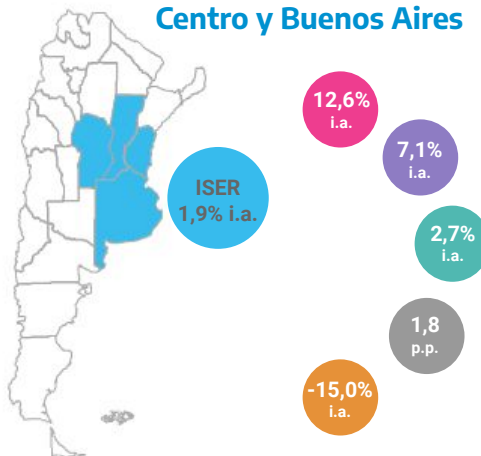 Centro y Buenos Aires
12,6%
i.a.
7,1%
i.a.
ISER
1,9% i.a.
2,7%
i.a.
1,8
p.p.
-15,0%
i.a.